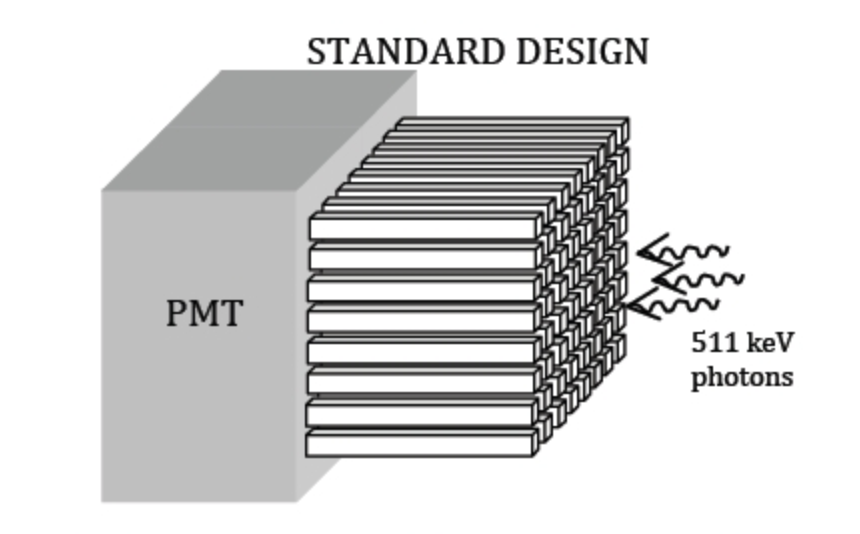 STANDARD DESIGN
PMT
511 keV
photons